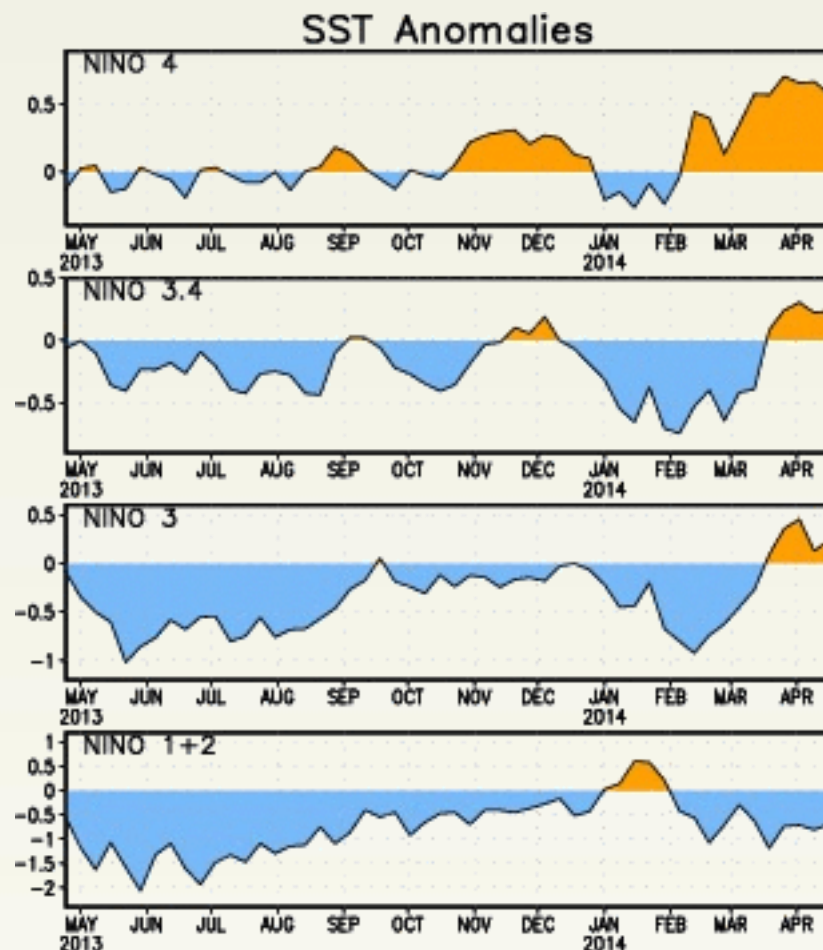 SST Anomalies
NINO 4
0.5
0
MAY JUN JUL AUG SEP OCT NOV DEC JAN FEB MAR APR
2013 2014
0.5
NINO 3.4
0
-0.5
MAY JUN JUL AUG SEP OCT NOV DEC JAN FEB MAR APR
2013 2014
0.5
NINO 3
0
-0.5
-1
MAY JUN JUL AUG SEP OCT NOV DEC JAN FEB MAR APR
2013 2014
1
NINO 1+2
0.5
0
-0.5
-1
-1.5
-2
MAY JUN JUL AUG SEP OCT NOV DEC JAN FEB MAR APR
2013 2014